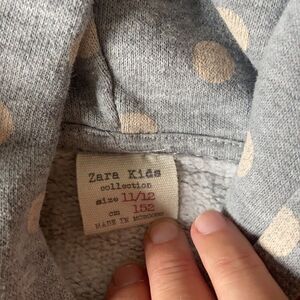 Zara Kids
collection
size 11/12
cm 152
MADE IN MOROCCO